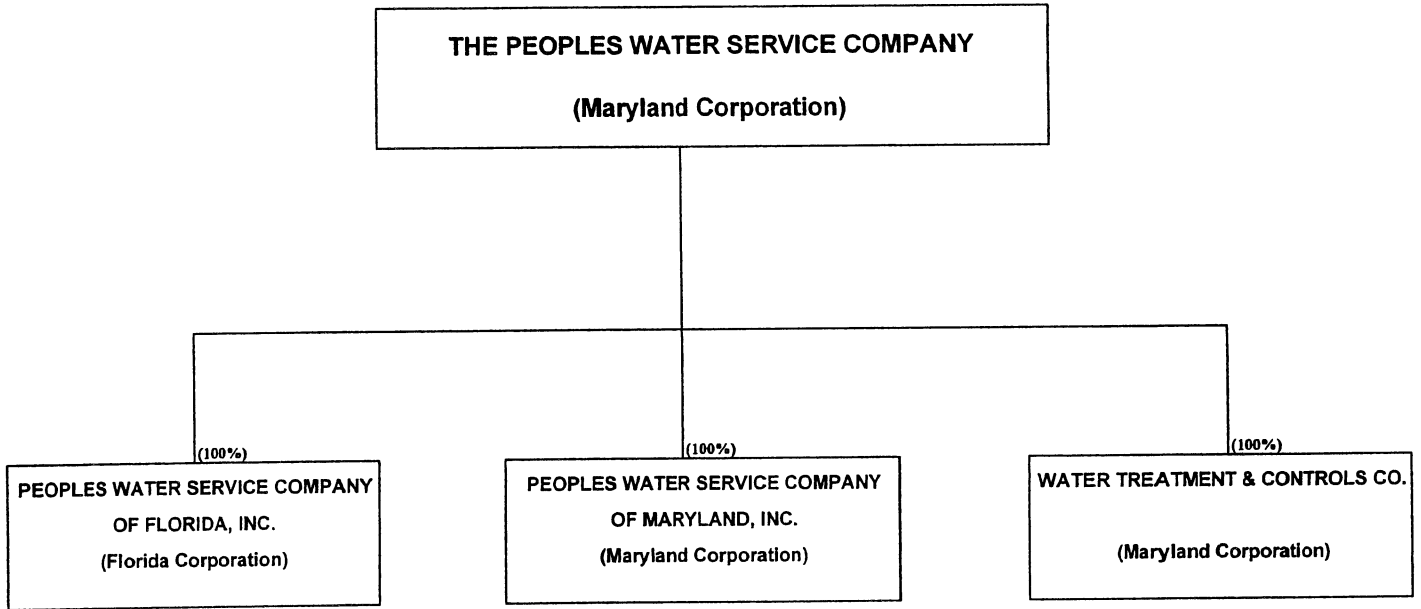 THE PEOPLES WATER SERVICE COMPANY
(Maryland Corporation)
(100%)
PEOPLES WATER SERVICE COMPANY
OF FLORIDA, INC.
(Florida Corporation)
(100%)
PEOPLES WATER SERVICE COMPANY
OF MARYLAND, INC.
(Maryland Corporation)
(100%)
WATER TREATMENT & CONTROLS CO.
(Maryland Corporation)